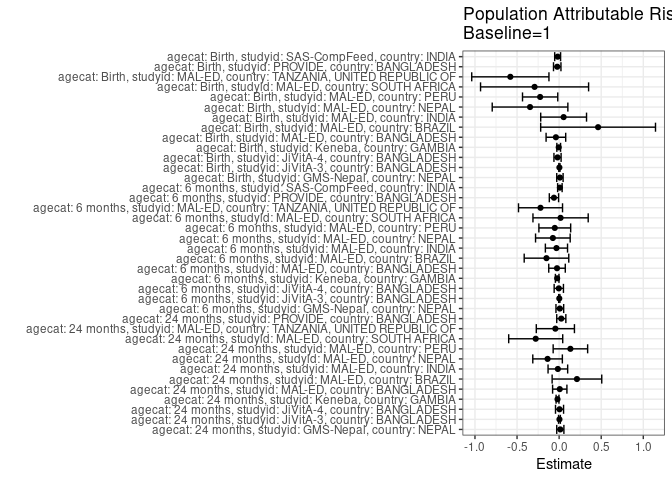 Population Attributable Ris
Baseline=1
agecat: Birth, studyid: SAS-CompFeed, country: INDIA
agecat: Birth, studyid: PROVIDE, country: BANGLADESH
agecat: Birth, studyid: MAL-ED, country: TANZANIA, UNITED REPUBLIC OF
agecat: Birth, studyid: MAL-ED, country: SOUTH AFRICA
agecat: Birth, studyid: MAL-ED, country: PERU
agecat: Birth, studyid: MAL-ED, country: NEPAL
agecat: Birth, studyid: MAL-ED, country: INDIA
agecat: Birth, studyid: MAL-ED, country: BRAZIL
agecat: Birth, studyid: MAL-ED, country: BANGLADESH
agecat: Birth, studyid: Keneba, country: GAMBIA
agecat: Birth, studyid: JiVitA-4, country: BANGLADESH
agecat: Birth, studyid: JiVitA-3, country: BANGLADESH
agecat: Birth, studyid: GMS-Nepal, country: NEPAL
agecat: 6 months, studyid: SAS-CompFeed, country: INDIA
agecat: 6 months, studyid: PROVIDE, country: BANGLADESH
agecat: 6 months, studyid: MAL-ED, country: TANZANIA, UNITED REPUBLIC OF
agecat: 6 months, studyid: MAL-ED, country: SOUTH AFRICA
agecat: 6 months, studyid: MAL-ED, country: PERU
agecat: 6 months, studyid: MAL-ED, country: NEPAL
agecat: 6 months, studyid: MAL-ED, country: INDIA
agecat: 6 months, studyid: MAL-ED, country: BRAZIL
agecat: 6 months, studyid: MAL-ED, country: BANGLADESH
agecat: 6 months, studyid: Keneba, country: GAMBIA
agecat: 6 months, studyid: JiVitA-4, country: BANGLADESH
agecat: 6 months, studyid: JiVitA-3, country: BANGLADESH
agecat: 6 months, studyid: GMS-Nepal, country: NEPAL
agecat: 24 months, studyid: PROVIDE, country: BANGLADESH
agecat: 24 months, studyid: MAL-ED, country: TANZANIA, UNITED REPUBLIC OF
agecat: 24 months, studyid: MAL-ED, country: SOUTH AFRICA
agecat: 24 months, studyid: MAL-ED, country: PERU
agecat: 24 months, studyid: MAL-ED, country: NEPAL
agecat: 24 months, studyid: MAL-ED, country: INDIA
agecat: 24 months, studyid: MAL-ED, country: BRAZIL
agecat: 24 months, studyid: MAL-ED, country: BANGLADESH
agecat: 24 months, studyid: Keneba, country: GAMBIA
agecat: 24 months, studyid: JiVitA-4, country: BANGLADESH
agecat: 24 months, studyid: JiVitA-3, country: BANGLADESH
agecat: 24 months, studyid: GMS-Nepal, country: NEPAL
-1.0 -0.5 0.0 0.5 1.0
Estimate